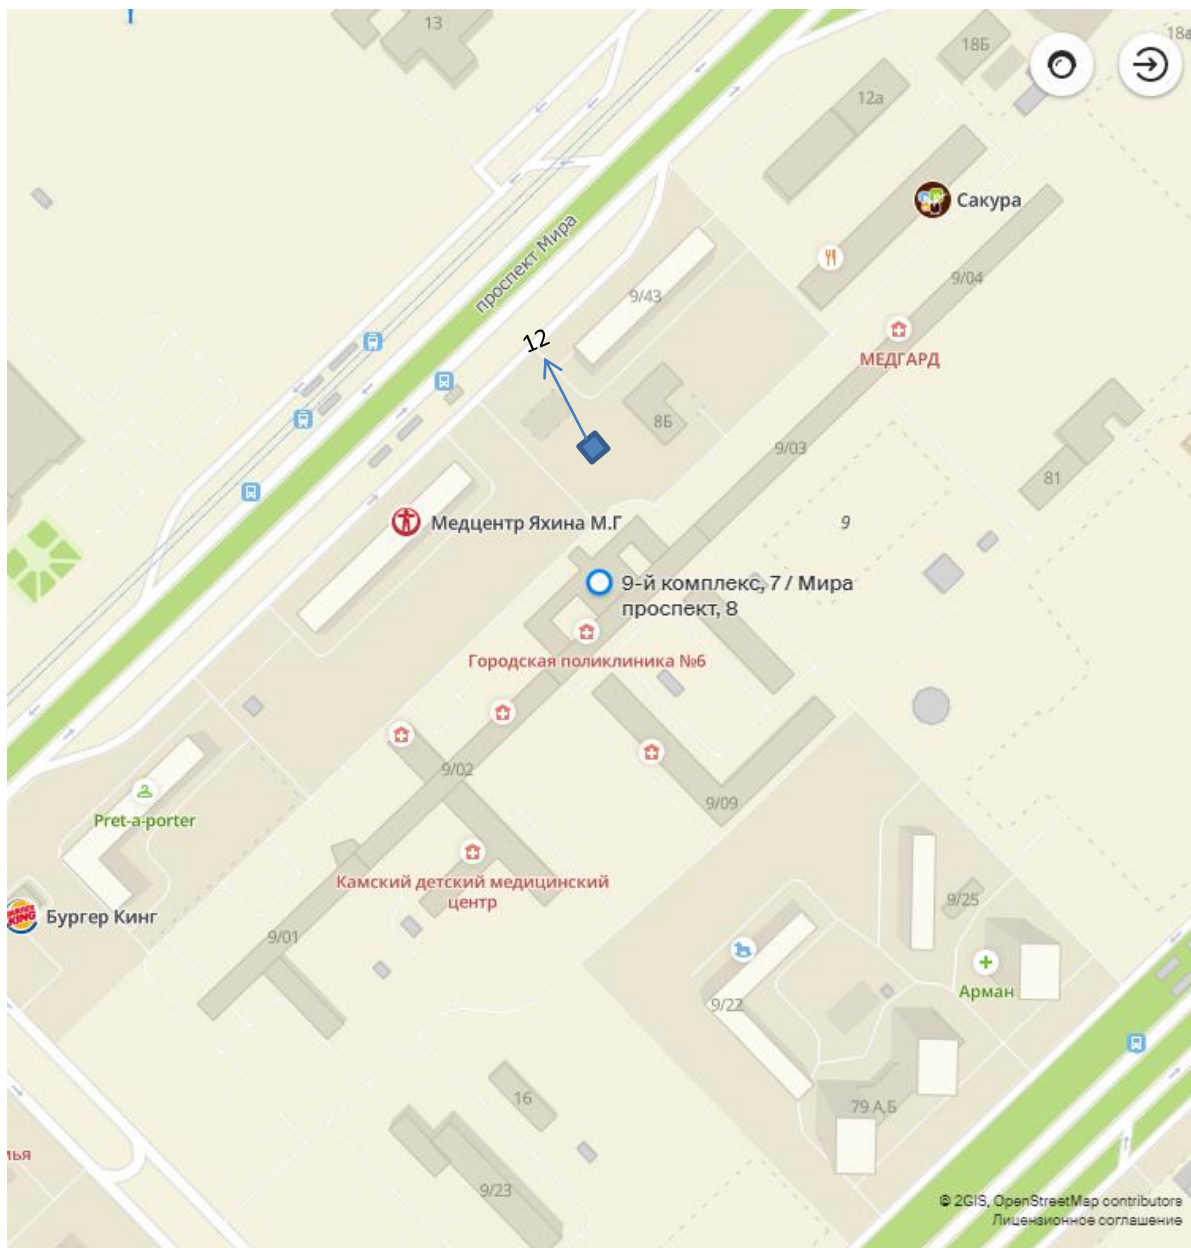 13
18Б
18а
12а
Сакура
проспект Мира
9/43
9/04
12
МЕДГАРД
8Б
9/03
81
9
Медцентр Яхина М.Г
9-й комплекс, 7 / Мира
проспект, 8
Городская поликлиника №6
9/02
9/09
Pret-a-porter
Камский детский медицинский
центр
BURGER
KING
Бургер Кинг
9/01
9/25
Арман
9/22
16
79 А,Б
мья
9/23
© 2GIS, OpenStreetMap contributors
Лицензионное соглашение